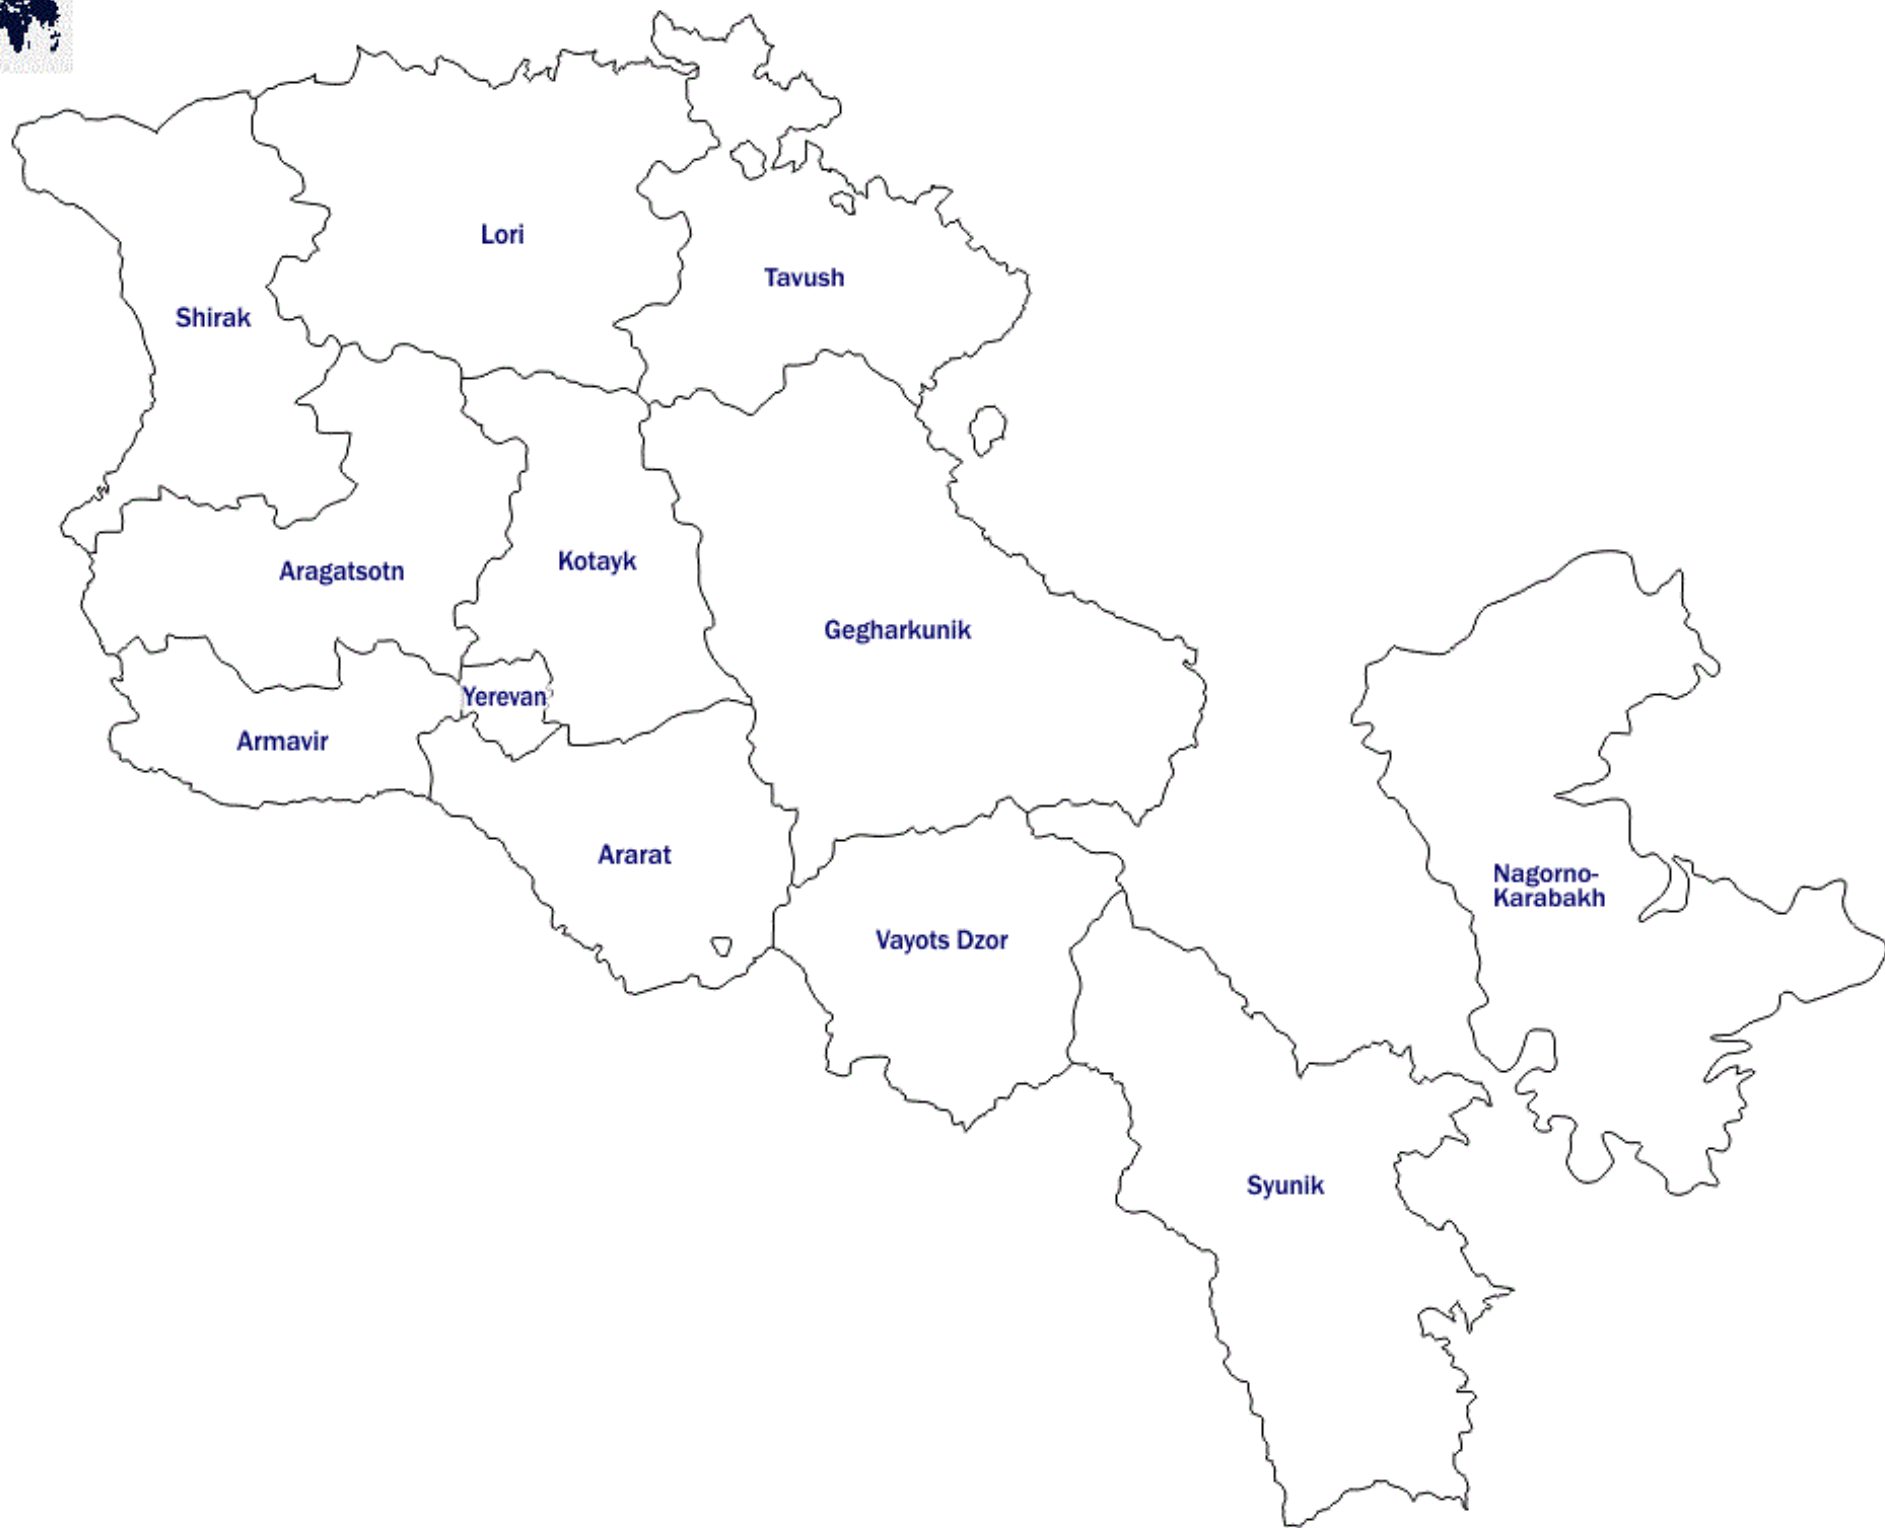 Lori
Tavush
Shirak
Kotayk
Aragatsotn
Gegharkunik
Yerevan
Armavir
Ararat
Nagorno-
Karabakh
Vayots Dzor
Syunik